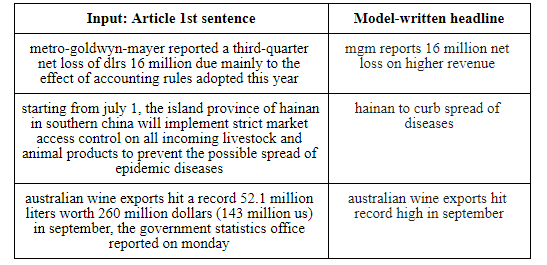 Input: Article 1st sentence
Model-written headline
metro-goldwyn-mayer reported a third-quarter
net loss of dlrs 16 million due mainly to the
effect of accounting rules adopted this year
mgm reports 16 million net
loss on higher revenue
starting from july 1, the island province of hainan
in southern china will implement strict market
access control on all incoming livestock and
animal products to prevent the possible spread of
epidemic diseases
hainan to curb spread of
diseases
australian wine exports hit a record 52.1 million
liters worth 260 million dollars (143 million us)
in september, the government statistics office
reported on monday
australian wine exports hit
record high in september